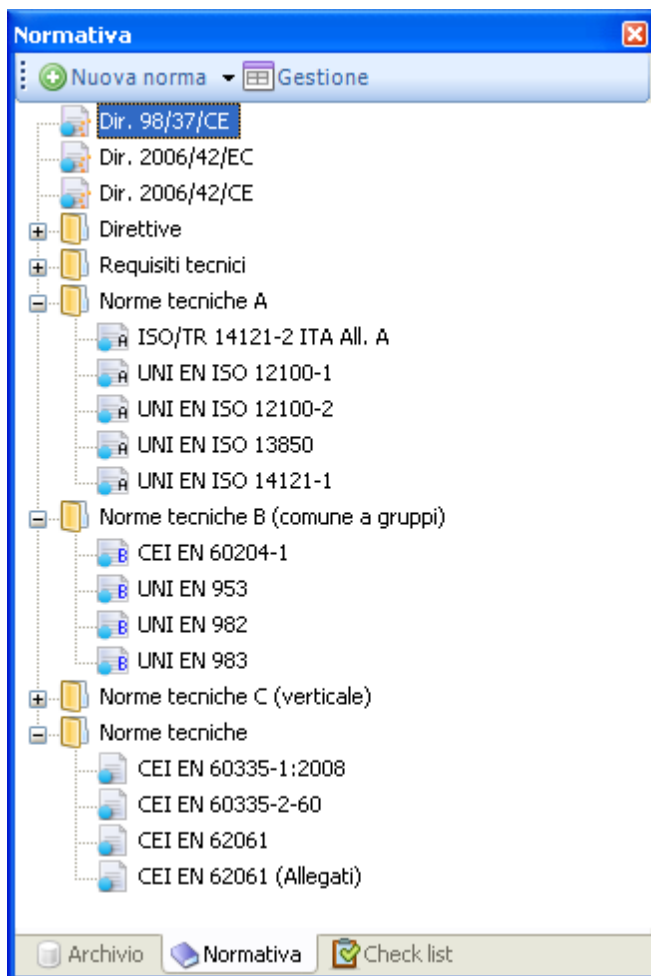 Normativa
Nuova norma Gestione
Dir. 98/37/CE
Dir. 2006/42/EC
Dir. 2006/42/CE
Direttive
Requisiti tecnici
Norme tecniche A
A ISO/TR 14121-2 ITA All. A
A UNI EN ISO 12100-1
A UNI EN ISO 12100-2
A UNI EN ISO 13850
A UNI EN ISO 14121-1
Norme tecniche B (comune a gruppi)
B CEI EN 60204-1
B UNI EN 953
B UNI EN 982
B UNI EN 983
Norme tecniche C (verticale)
Norme tecniche
CEI EN 60335-1:2008
CEI EN 60335-2-60
CEI EN 62061
CEI EN 62061 (Allegati)
Archivio Normativa Check list